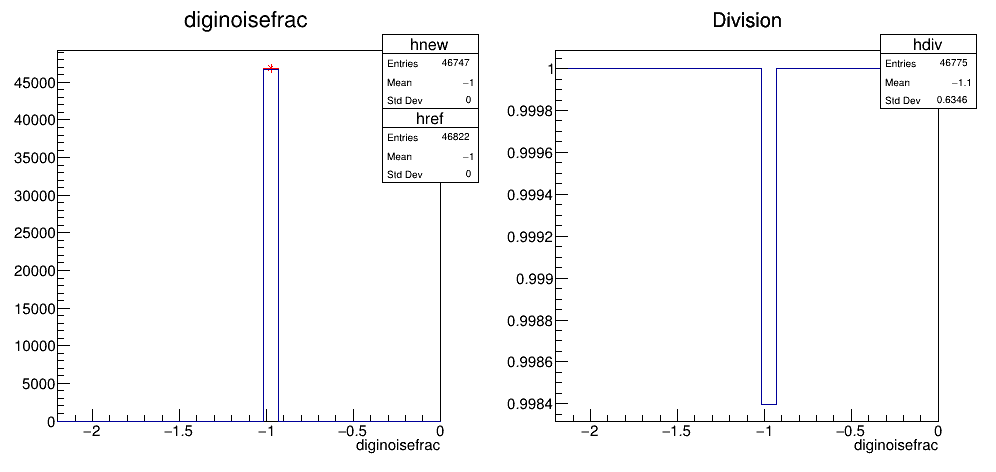 diginoisefrac
hnew
Entries 46747
Mean −1
Std Dev 0
href
Entries 46822
Mean −1
Std Dev 0
45000
40000
35000
30000
25000
20000
15000
10000
5000
0
−2 −1.5 −1 −0.5 0
diginoisefrac
Division
hdiv
Entries 46775
Mean −1.1
Std Dev 0.6346
1
0.9998
0.9996
0.9994
0.9992
0.999
0.9988
0.9986
0.9984
−2 −1.5 −1 −0.5 0
diginoisefrac